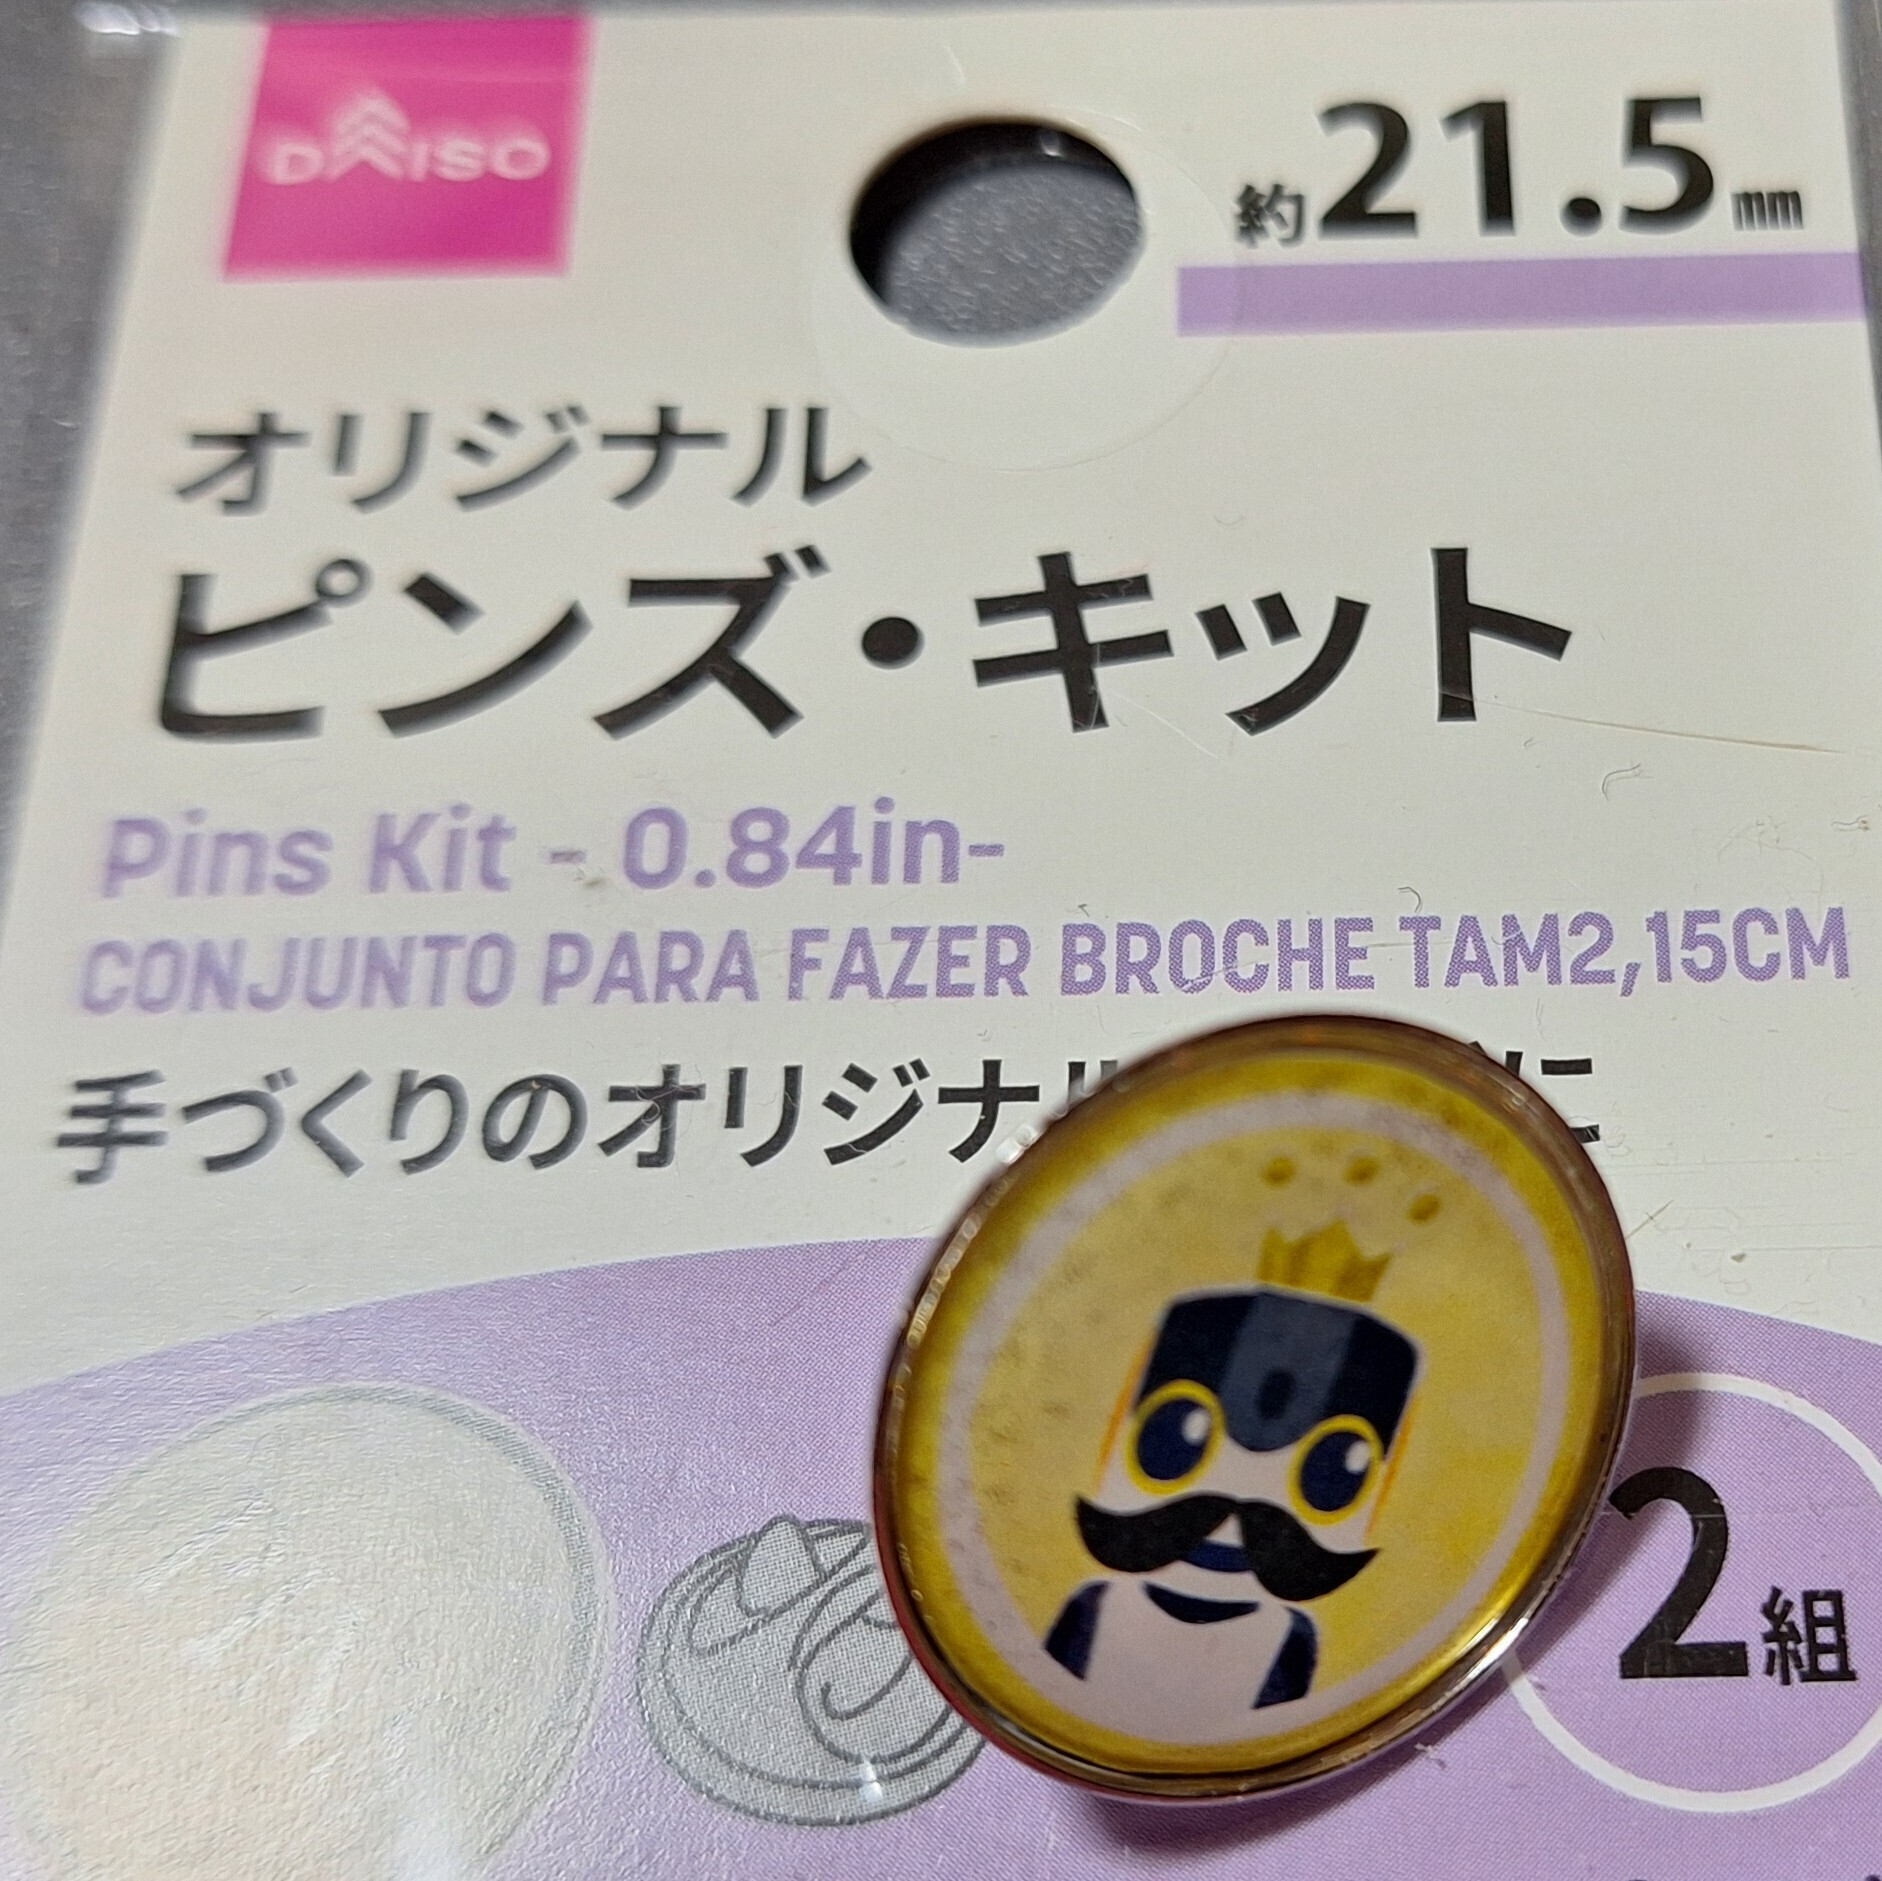 DAISO
約21.5mm
オリジナル
ピンズ・キット
Pins Kit - 0.84in-
CONJUNTO PARA FAZER BROCHE TAM2,15CM
手づくりのオリジナル
に
2組